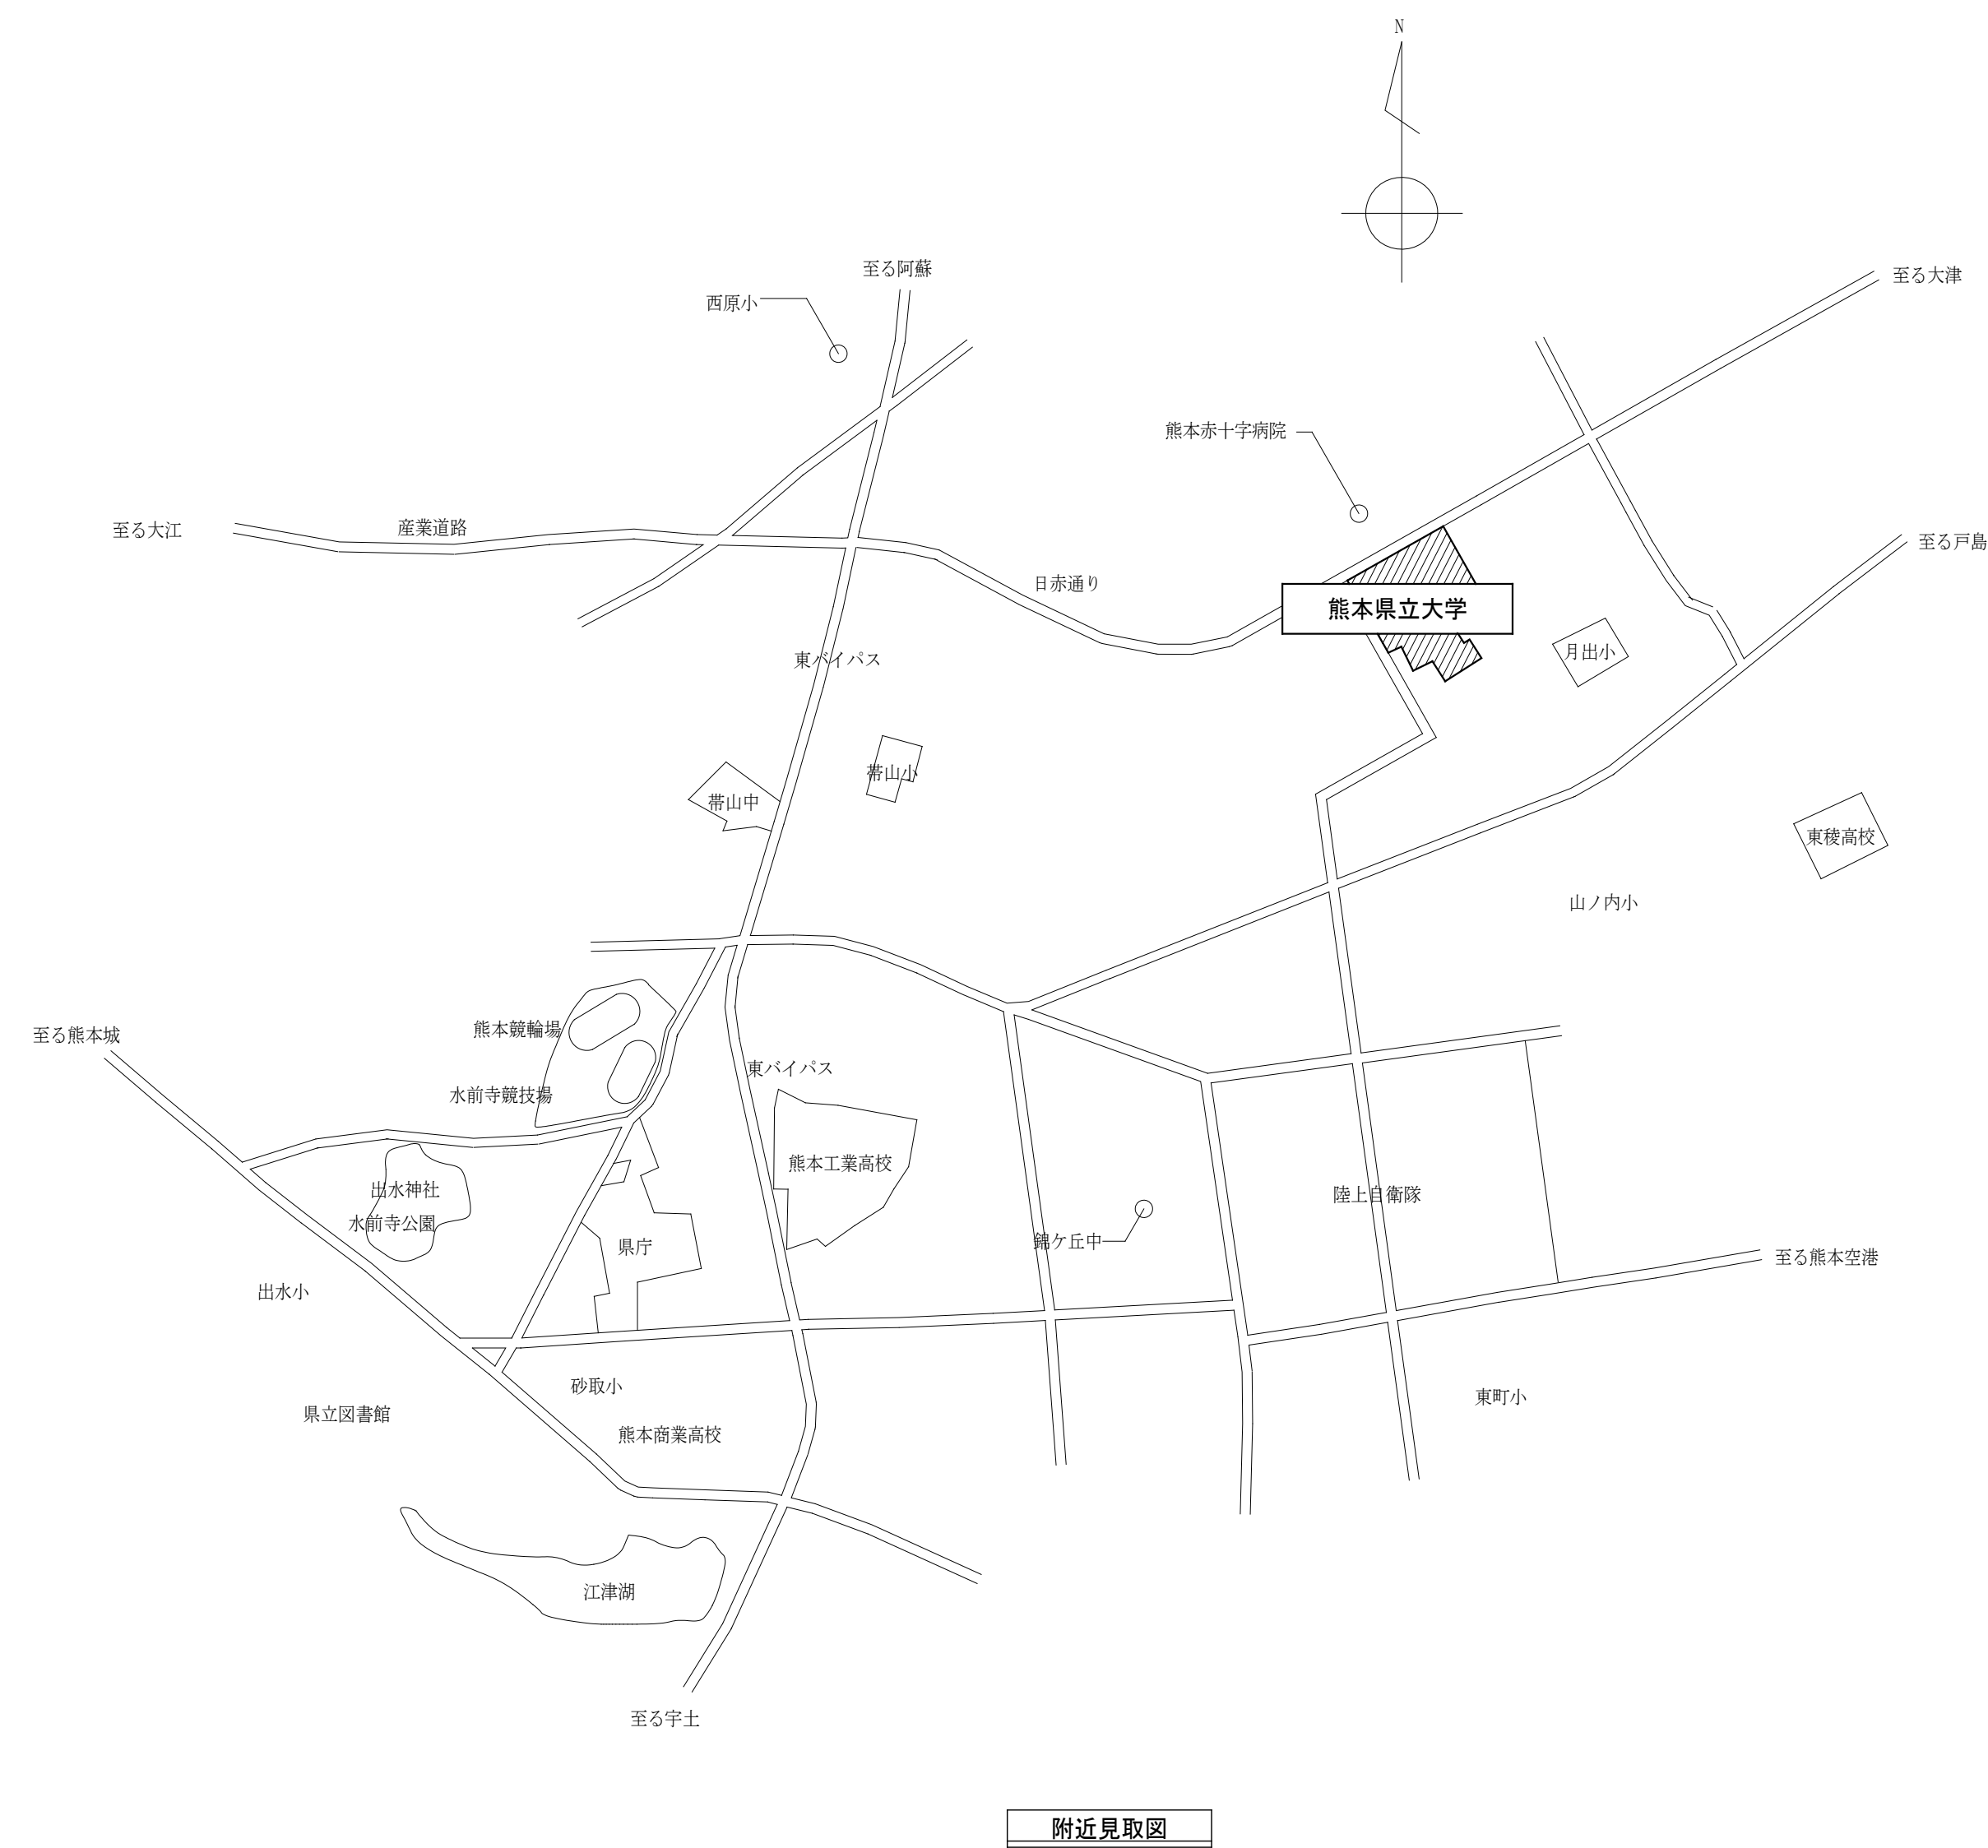 N
至る阿蘇
至る大津
西原小
熊本赤十字病院
至る大江
産業道路
至る戸島
日赤通り
熊本県立大学
月出小
東バイパス
帯山小
帯山中
東稜高校
山ノ内小
熊本競輪場
至る熊本城
東バイパス
水前寺競技場
熊本工業高校
出水神社
陸上自衛隊
水前寺公園
県庁
錦ケ丘中
至る熊本空港
出水小
砂取小
東町小
県立図書館
熊本商業高校
江津湖
至る宇土
附近見取図